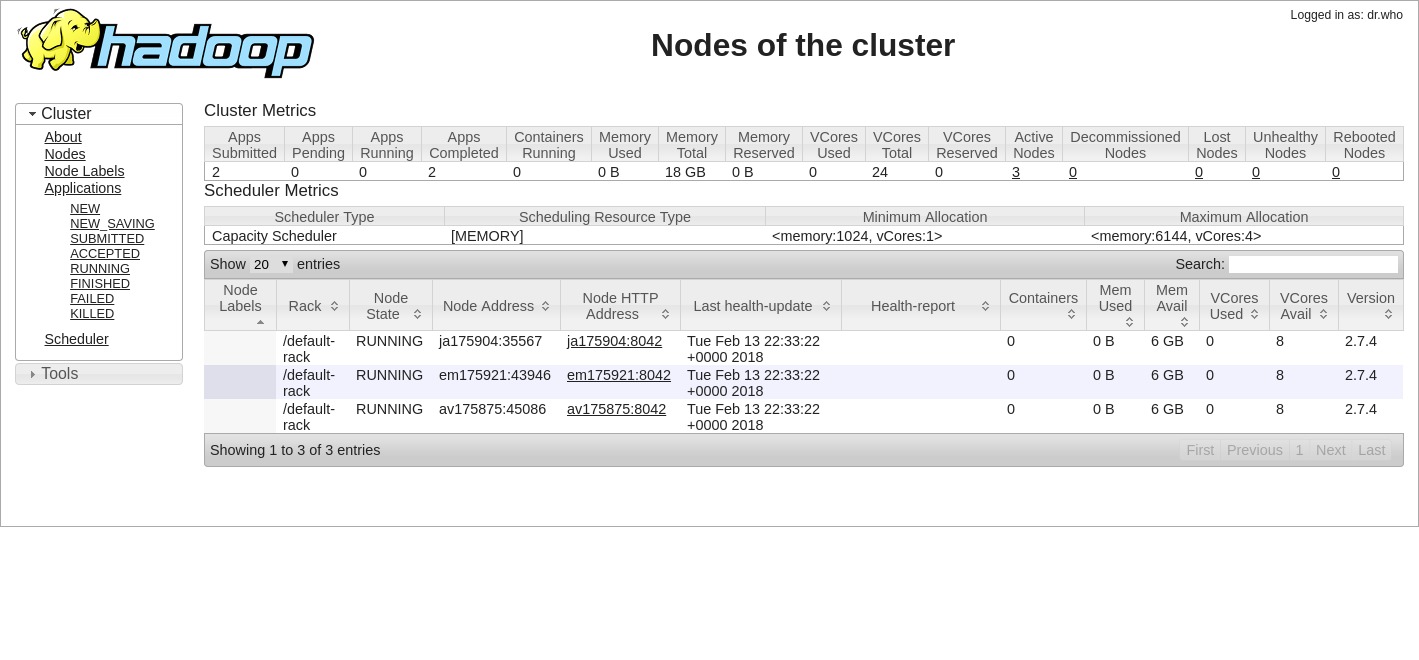 Logged in as: dr.who
hadoop
Nodes of the cluster
Cluster
About
Nodes
Node Labels
Applications
NEW
NEW_SAVING
SUBMITTED
ACCEPTED
RUNNING
FINISHED
FAILED
KILLED
Scheduler
Tools
Cluster Metrics
Apps Apps Apps Apps Containers Memory Memory Memory VCores VCores VCores Active Decommissioned Lost Unhealthy Rebooted
Submitted Pending Running Completed Running Used Total Reserved Used Total Reserved Nodes Nodes Nodes Nodes Nodes
2 0 0 2 0 0 B 18 GB 0 B 0 24 0 3 0 0 0 0
Scheduler Metrics
Scheduler Type Scheduling Resource Type Minimum Allocation Maximum Allocation
Capacity Scheduler [MEMORY] <memory:1024, vCores:1> <memory:6144, vCores:4>
Show 20 entries Search:
Node Labels Rack Node State Node Address Node HTTP Address Last health-update Health-report Containers Mem Used Mem Avail VCores Used VCores Avail Version
/default- RUNNING ja175904:35567 ja175904:8042 Tue Feb 13 22:33:22 0 0 B 6 GB 0 8 2.7.4
rack +0000 2018
/default- RUNNING em175921:43946 em175921:8042 Tue Feb 13 22:33:22 0 0 B 6 GB 0 8 2.7.4
rack +0000 2018
/default- RUNNING av175875:45086 av175875:8042 Tue Feb 13 22:33:22 0 0 B 6 GB 0 8 2.7.4
rack +0000 2018
Showing 1 to 3 of 3 entries First Previous 1 Next Last